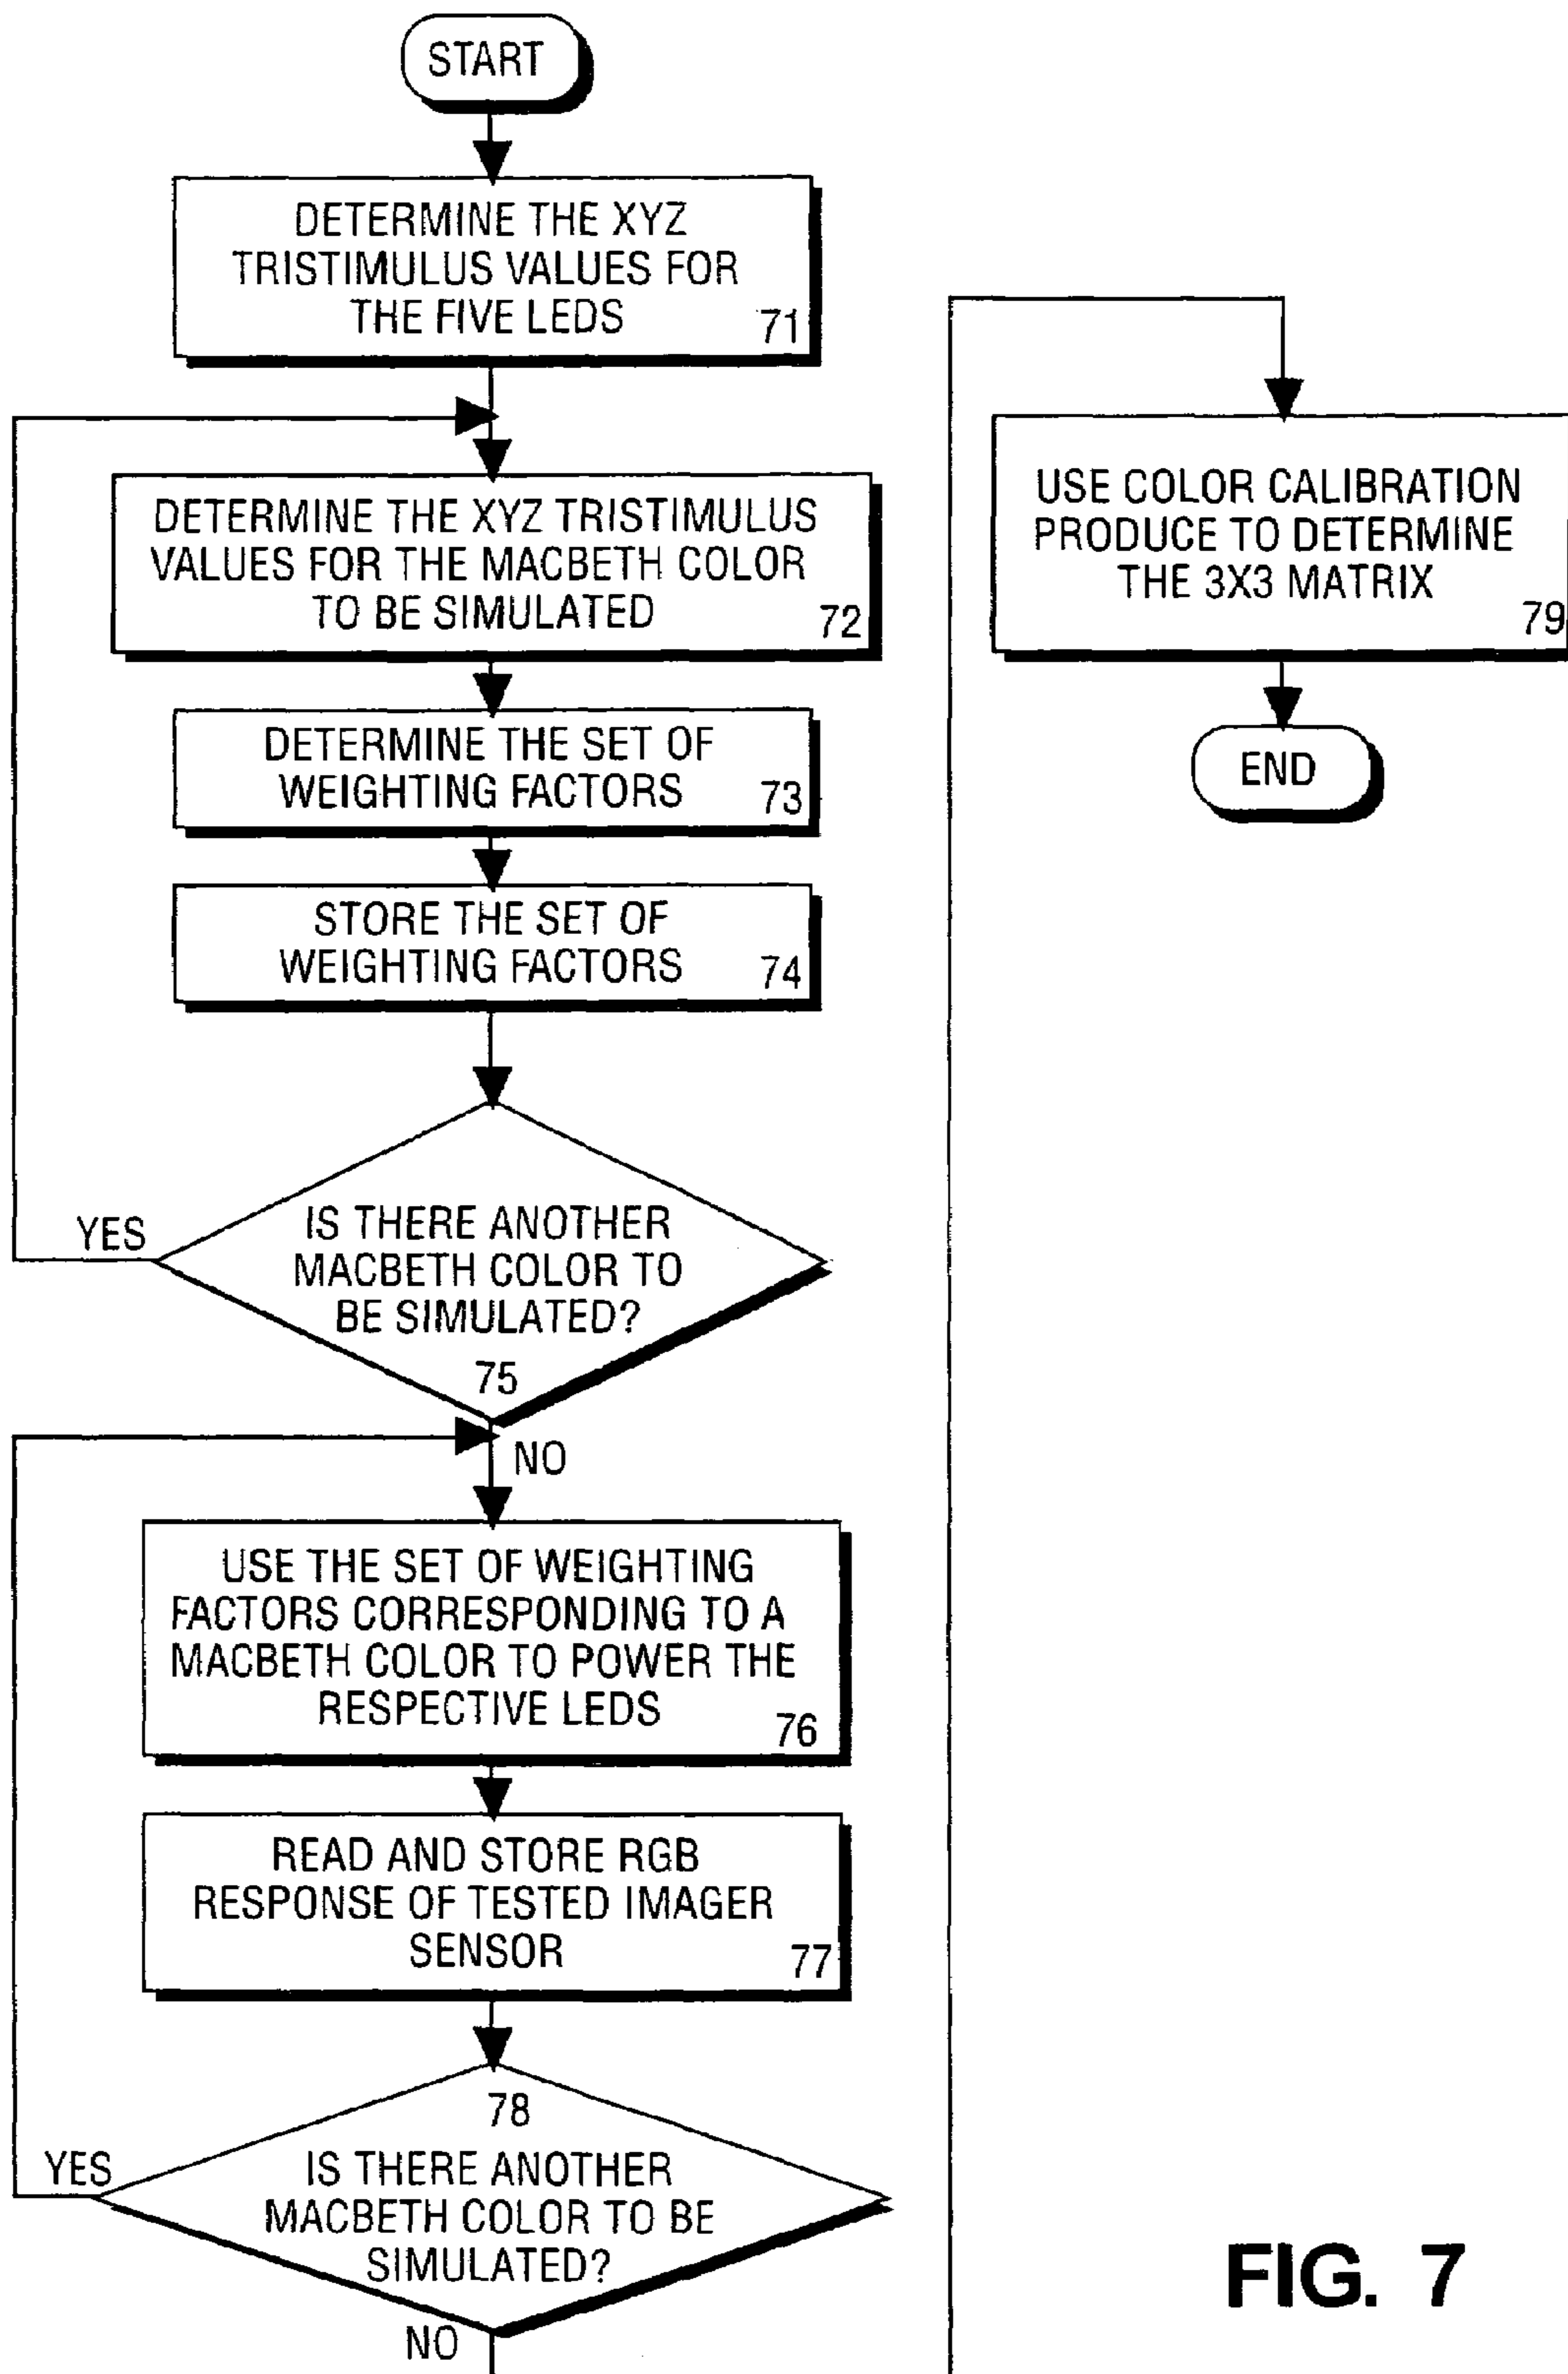 START
DETERMINE THE XYZ
TRISTIMULUS VALUES FOR
THE FIVE LEDS
71
DETERMINE THE XYZ TRISTIMULUS
VALUES FOR THE MACBETH COLOR
TO BE SIMULATED
72
DETERMINE THE SET OF
WEIGHTING FACTORS
73
STORE THE SET OF
WEIGHTING FACTORS
74
IS THERE ANOTHER
MACBETH COLOR TO
BE SIMULATED?
75
YES
NO
USE THE SET OF WEIGHTING
FACTORS CORRESPONDING TO A
MACBETH COLOR TO POWER THE
RESPECTIVE LEDS
76
READ AND STORE RGB
RESPONSE OF TESTED IMAGER
SENSOR
77
78
IS THERE ANOTHER
MACBETH COLOR TO BE
SIMULATED?
YES
NO
USE COLOR CALIBRATION
PRODUCE TO DETERMINE
THE 3X3 MATRIX
79
END
FIG. 7